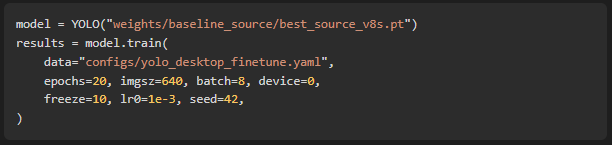 model = YOLO("weights/baseline_source/best_source_v8s.pt")
results = model.train(
    data="configs/yolo_desktop_finetune.yaml",
    epochs=20, imgsz=640, batch=8, device=0,
    freeze=10, lr0=1e-3, seed=42,
)